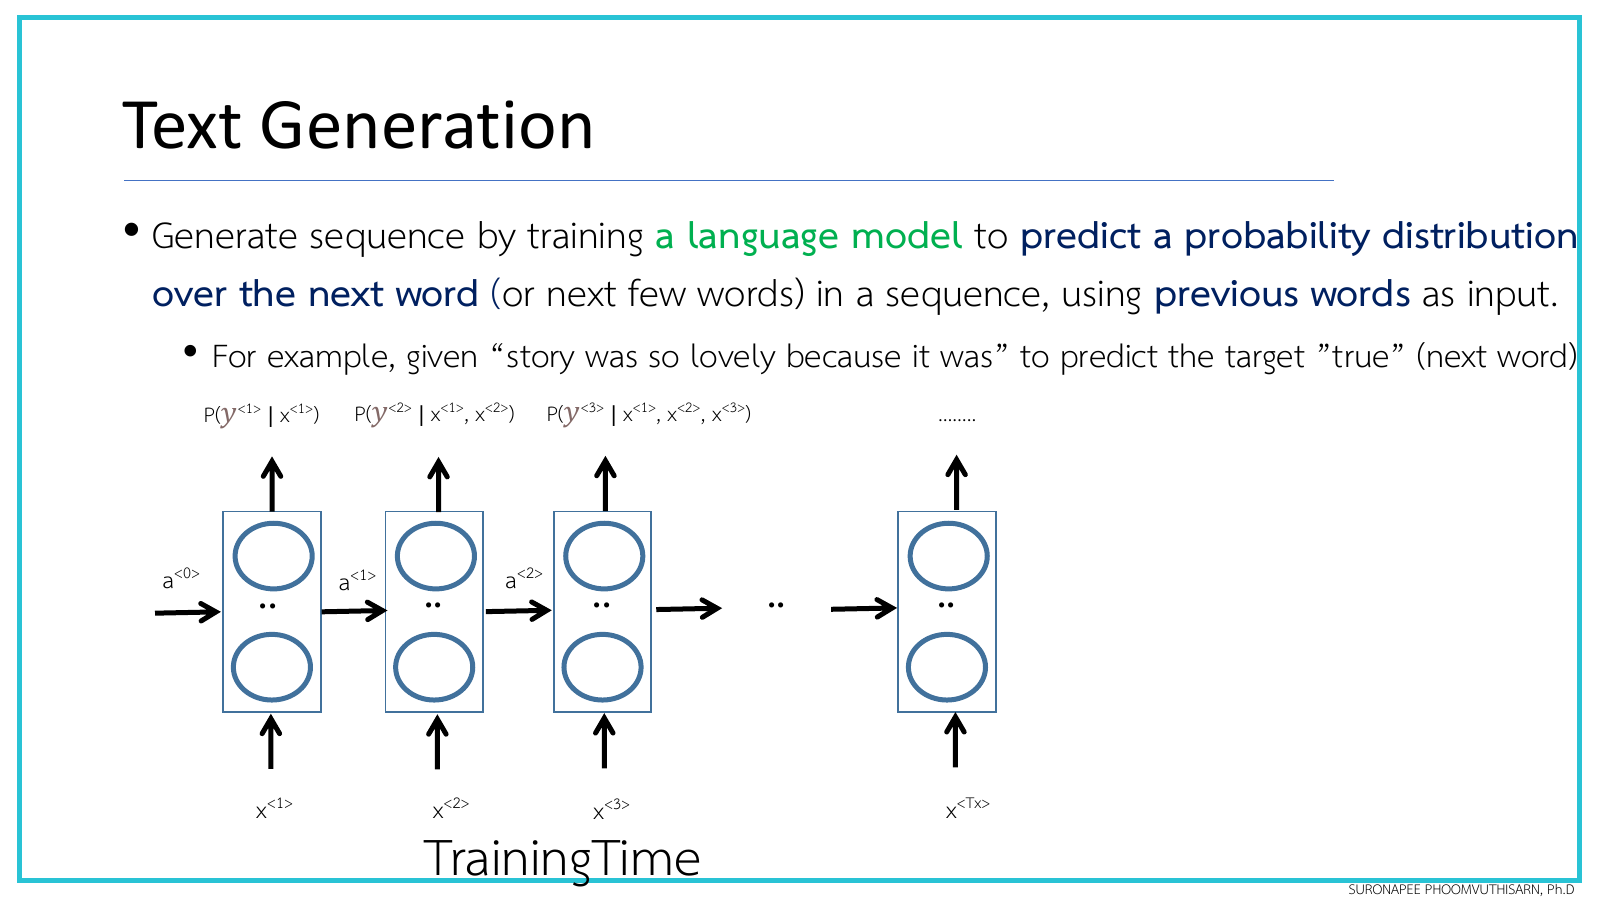 Text Generation
• Generate sequence by training a language model to predict a probability distribution
over the next word (or next few words) in a sequence, using previous words as input.
• For example, given “story was so lovely because it was” to predict the target ”true” (next word)
P(y<1> | x<1>) P(y<2> | x<1>, x<2>) P(y<3> | x<1>, x<2>, x<3>) ........
a<0> a<1> a<2>
.. .. .. .. ..
x<1> x<2> x<3> x<Tx>
TrainingTime
SURONAPEE PHOOMVUTHISARN, Ph.D